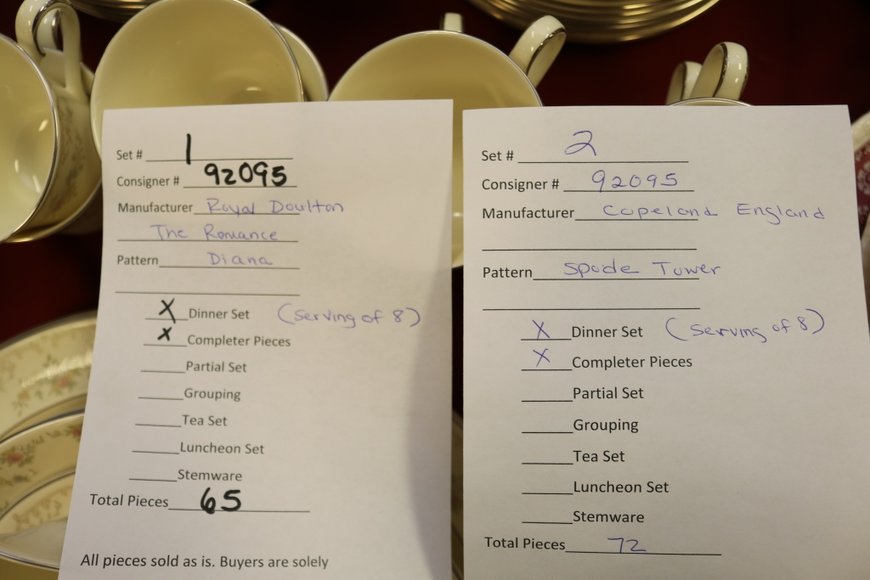 Set # 1
Consigner # 92095
Manufacturer Royal Doulton
The Romance
Pattern Diana
X Dinner Set (serving of 8)
X Completer Pieces
Partial Set
Grouping
Tea Set
Luncheon Set
Stemware
Total Pieces 65
All pieces sold as is. Buyers are solely
Set # 2
Consigner # 92095
Manufacturer Copeland England
Pattern Spode Tower
X Dinner Set (serving of 8)
X Completer Pieces
Partial Set
Grouping
Tea Set
Luncheon Set
Stemware
Total Pieces 72